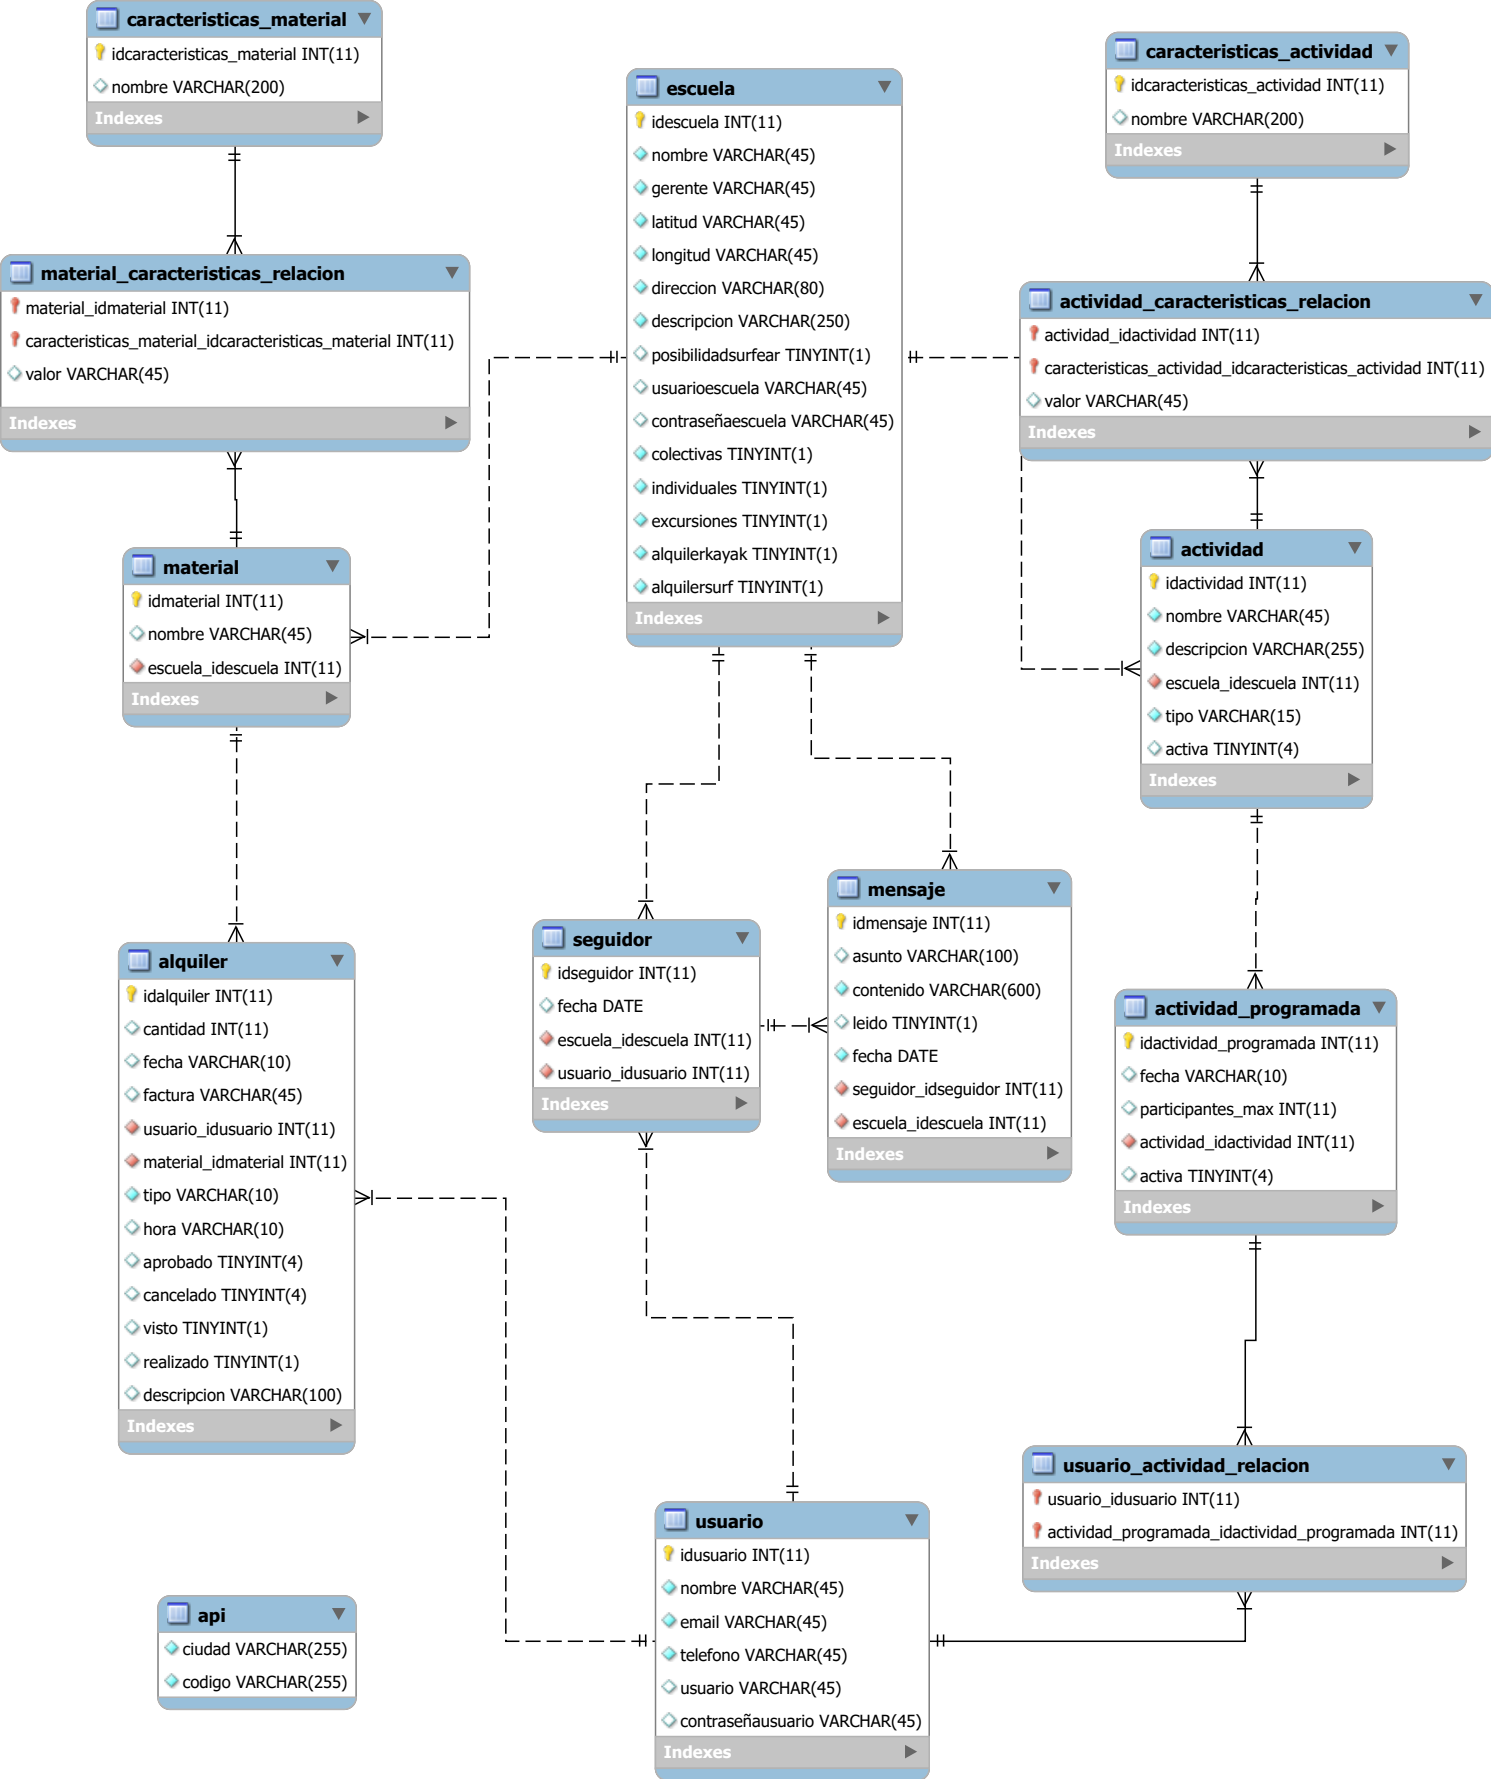 caracteristicas_material
idcaracteristicas_material INT(11)
nombre VARCHAR(200)
Indexes
material_caracteristicas_relacion
material_idmaterial INT(11)
caracteristicas_material_idcaracteristicas_material INT(11)
valor VARCHAR(45)
Indexes
material
idmaterial INT(11)
nombre VARCHAR(45)
escuela_idescuela INT(11)
Indexes
alquiler
idalquiler INT(11)
cantidad INT(11)
fecha VARCHAR(10)
factura VARCHAR(45)
usuario_idusuario INT(11)
material_idmaterial INT(11)
tipo VARCHAR(10)
hora VARCHAR(10)
aprobado TINYINT(4)
cancelado TINYINT(4)
visto TINYINT(1)
realizado TINYINT(1)
descripcion VARCHAR(100)
Indexes
api
ciudad VARCHAR(255)
codigo VARCHAR(255)
escuela
idescuela INT(11)
nombre VARCHAR(45)
gerente VARCHAR(45)
latitud VARCHAR(45)
longitud VARCHAR(45)
direccion VARCHAR(80)
descripcion VARCHAR(250)
posibilidadsurfear TINYINT(1)
usuarioescuela VARCHAR(45)
contraseñaescuela VARCHAR(45)
colectivas TINYINT(1)
individuales TINYINT(1)
excursiones TINYINT(1)
alquilerkayak TINYINT(1)
alquilersurf TINYINT(1)
Indexes
seguidor
idseguidor INT(11)
fecha DATE
escuela_idescuela INT(11)
usuario_idusuario INT(11)
Indexes
mensaje
idmensaje INT(11)
asunto VARCHAR(100)
contenido VARCHAR(600)
leido TINYINT(1)
fecha DATE
seguidor_idseguidor INT(11)
escuela_idescuela INT(11)
Indexes
usuario
idusuario INT(11)
nombre VARCHAR(45)
email VARCHAR(45)
telefono VARCHAR(45)
usuario VARCHAR(45)
contraseñausuario VARCHAR(45)
Indexes
caracteristicas_actividad
idcaracteristicas_actividad INT(11)
nombre VARCHAR(200)
Indexes
actividad_caracteristicas_relacion
actividad_idactividad INT(11)
caracteristicas_actividad_idcaracteristicas_actividad INT(11)
valor VARCHAR(45)
Indexes
actividad
idactividad INT(11)
nombre VARCHAR(45)
descripcion VARCHAR(255)
escuela_idescuela INT(11)
tipo VARCHAR(15)
activa TINYINT(4)
Indexes
actividad_programada
idactividad_programada INT(11)
fecha VARCHAR(10)
participantes_max INT(11)
actividad_idactividad INT(11)
activa TINYINT(4)
Indexes
usuario_actividad_relacion
usuario_idusuario INT(11)
actividad_programada_idactividad_programada INT(11)
Indexes